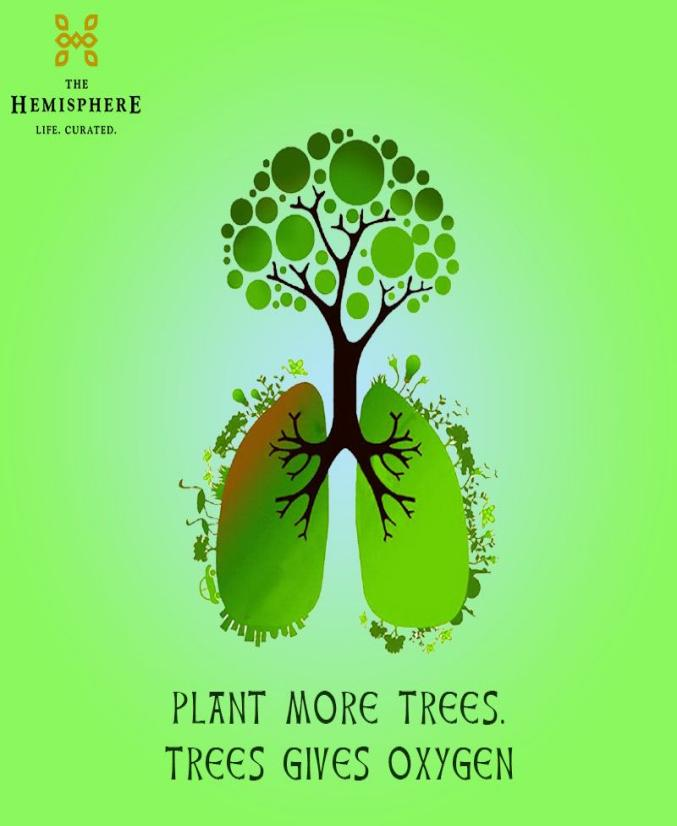 THE
HEMISPHERE
LIFE. CURATED.
PLANT MORE TREES.
TREES GIVES OXYGEN